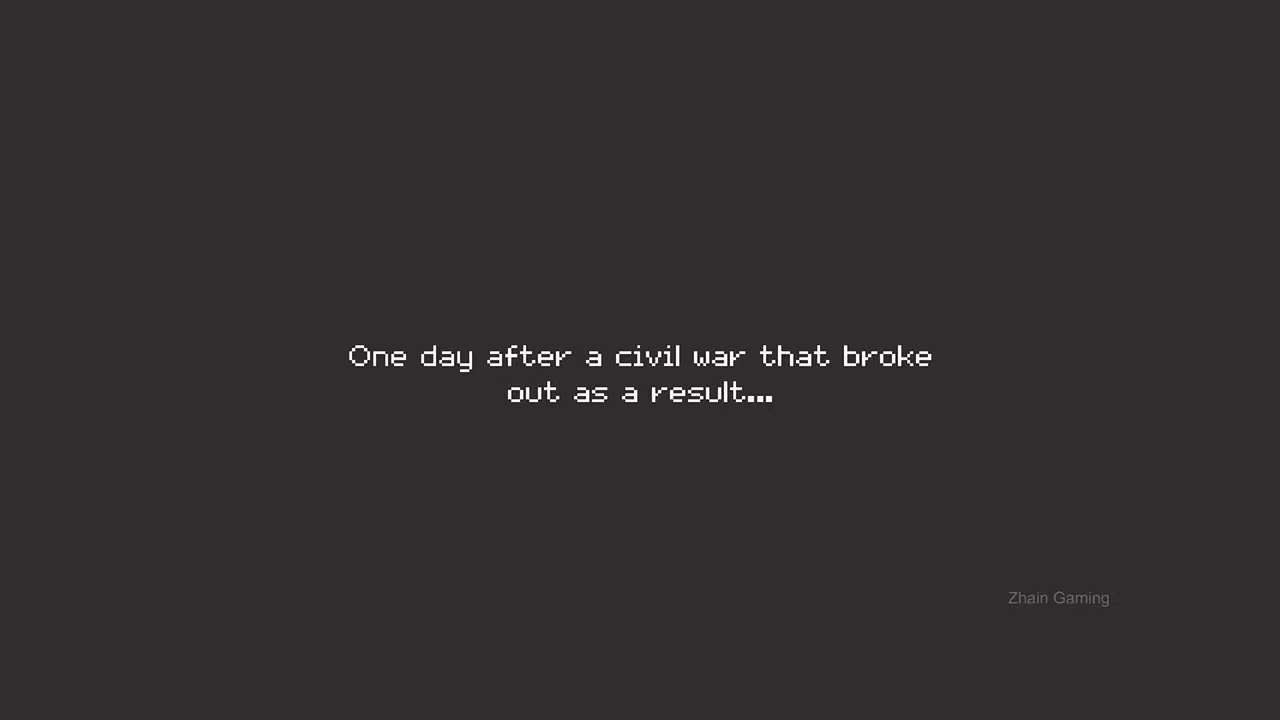 One day after a civil war that broke
out as a result...
Zhain Gaming